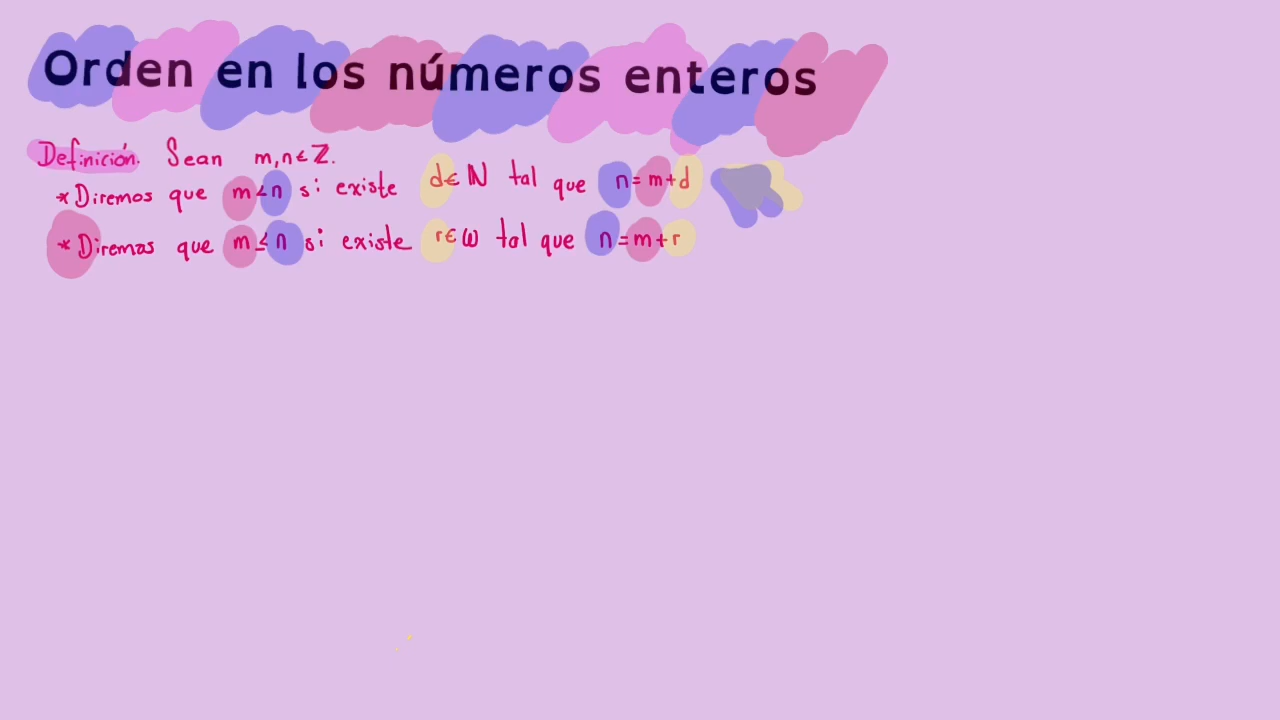 Orden en los números enteros
Definición. Sean m,n∈ℤ.
*Diremos que m<n si existe d∈ℕ tal que n=m+d
*Diremos que m≤n si existe r∈ω tal que n=m+r